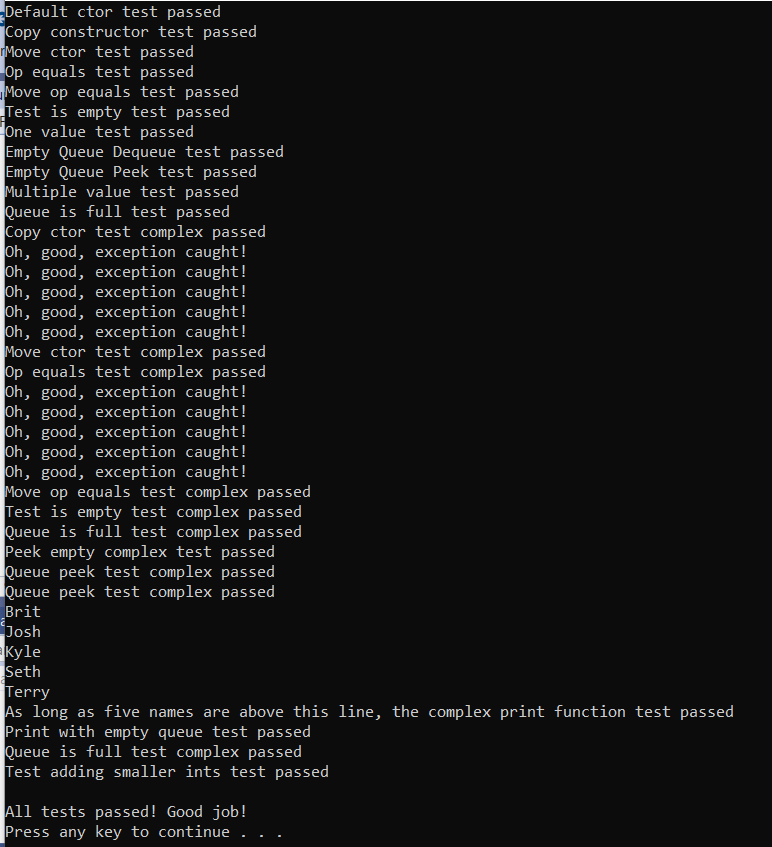 Default ctor test passed
Copy constructor test passed
Move ctor test passed
Op equals test passed
Move op equals test passed
Test is empty test passed
One value test passed
Empty Queue Dequeue test passed
Empty Queue Peek test passed
Multiple value test passed
Queue is full test passed
Copy ctor test complex passed
Oh, good, exception caught!
Oh, good, exception caught!
Oh, good, exception caught!
Oh, good, exception caught!
Oh, good, exception caught!
Move ctor test complex passed
Op equals test complex passed
Oh, good, exception caught!
Oh, good, exception caught!
Oh, good, exception caught!
Oh, good, exception caught!
Oh, good, exception caught!
Move op equals test complex passed
Test is empty test complex passed
Queue is full test complex passed
Peek empty complex test passed
Queue peek test complex passed
Queue peek test complex passed
Brit
Josh
Kyle
Seth
Terry
As long as five names are above this line, the complex print function test passed
Print with empty queue test passed
Queue is full test complex passed
Test adding smaller ints test passed
All tests passed! Good job!
Press any key to continue . . .